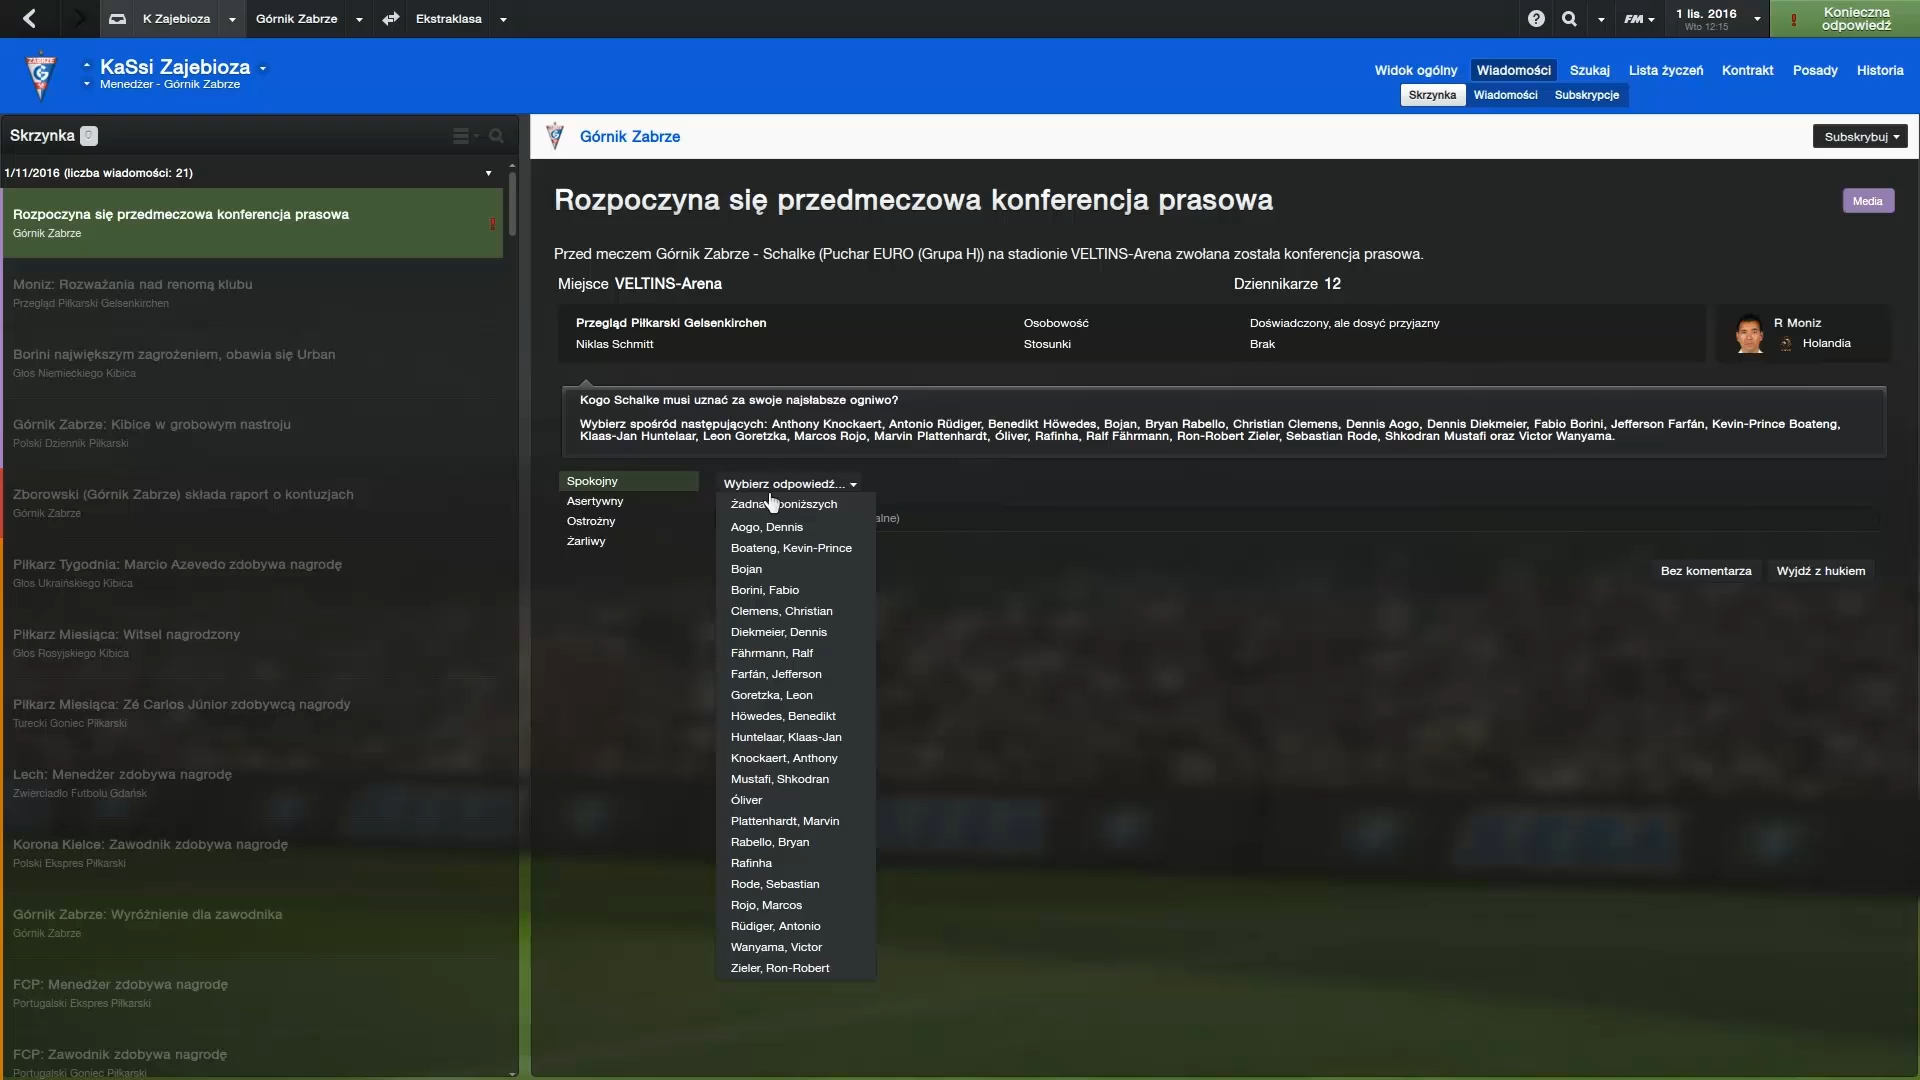 K Zajebioza
Górnik Zabrze
Ekstraklasa
FM
1 lis. 2016
Wto 12:15
Konieczna
odpowiedź
KaSsi Zajebioza
Menedżer - Górnik Zabrze
Widok ogólny
Wiadomości
Szukaj
Lista życzeń
Kontrakt
Posady
Historia
Skrzynka
Wiadomości
Subskrypcje
Skrzynka 0
1/11/2016 (liczba wiadomości: 21)
Rozpoczyna się przedmeczowa konferencja prasowa
Górnik Zabrze
Moniz: Rozważania nad renomą klubu
Przegląd Piłkarski Gelsenkirchen
Borini największym zagrożeniem, obawia się Urban
Głos Niemieckiego Kibica
Górnik Zabrze: Kibice w grobowym nastroju
Polski Dziennik Piłkarski
Zborowski (Górnik Zabrze) składa raport o kontuzjach
Górnik Zabrze
Piłkarz Tygodnia: Marcio Azevedo zdobywa nagrodę
Głos Ukraińskiego Kibica
Piłkarz Miesiąca: Witsel nagrodzony
Głos Rosyjskiego Kibica
Piłkarz Miesiąca: Zé Carlos Júnior zdobywcą nagrody
Turecki Goniec Piłkarski
Lech: Menedżer zdobywa nagrodę
Zwierciadło Futbolu Gdańsk
Korona Kielce: Zawodnik zdobywa nagrodę
Polski Ekspres Piłkarski
Górnik Zabrze: Wyróżnienie dla zawodnika
Górnik Zabrze
FCP: Menedżer zdobywa nagrodę
Portugalski Ekspres Piłkarski
FCP: Zawodnik zdobywa nagrodę
Portugalski Goniec Piłkarski
Górnik Zabrze
Subskrybuj
Rozpoczyna się przedmeczowa konferencja prasowa
Media
Przed meczem Górnik Zabrze - Schalke (Puchar EURO (Grupa H)) na stadionie VELTINS-Arena zwołana została konferencja prasowa.
Miejsce VELTINS-Arena
Dziennikarze 12
Przegląd Piłkarski Gelsenkirchen
Osobowość
Doświadczony, ale dosyć przyjazny
Niklas Schmitt
Stosunki
Brak
R Moniz
Holandia
Kogo Schalke musi uznać za swoje najsłabsze ogniwo?
Wybierz spośród następujących: Anthony Knockaert, Antonio Rüdiger, Benedikt Höwedes, Bojan, Bryan Rabello, Christian Clemens, Dennis Aogo, Dennis Diekmeier, Fabio Borini, Jefferson Farfán, Kevin-Prince Boateng,
Klaas-Jan Huntelaar, Leon Goretzka, Marcos Rojo, Marvin Plattenhardt, Óliver, Rafinha, Ralf Fährmann, Ron-Robert Zieler, Sebastian Rode, Shkodran Mustafi oraz Victor Wanyama.
Spokojny
Asertywny
Ostrożny
Żarliwy
Wybierz odpowiedź...
alne)
Aogo, Dennis
Boateng, Kevin-Prince
Bojan
Borini, Fabio
Clemens, Christian
Diekmeier, Dennis
Fährmann, Ralf
Farfán, Jefferson
Goretzka, Leon
Höwedes, Benedikt
Huntelaar, Klaas-Jan
Knockaert, Anthony
Mustafi, Shkodran
Óliver
Plattenhardt, Marvin
Rabello, Bryan
Rafinha
Rode, Sebastian
Rojo, Marcos
Rüdiger, Antonio
Wanyama, Victor
Zieler, Ron-Robert
Bez komentarza
Wyjdź z hukiem